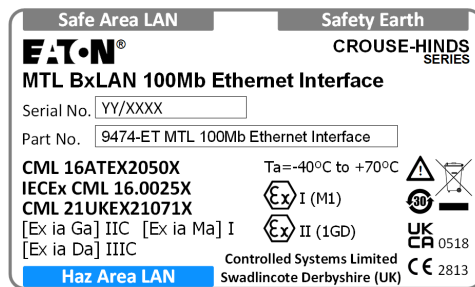 Safe Area LAN Safety Earth
EATON®
CROUSE-HINDS
SERIES
MTL BxLAN 100Mb Ethernet Interface
Serial No. YY/XXXX
Part No. 9474-ET MTL 100Mb Ethernet Interface
CML 16ATEX2050X
IECEx CML 16.0025X
CML 21UKEX21071X
[Ex ia Ga] IIC [Ex ia Ma] I
[Ex ia Da] IIIC
Haz Area LAN
Ta=-40°C to +70°C
Ex I (M1)
Ex II (1GD)
Controlled Systems Limited
Swadlincote Derbyshire (UK)
30
UK
CA 0518
CE 2813